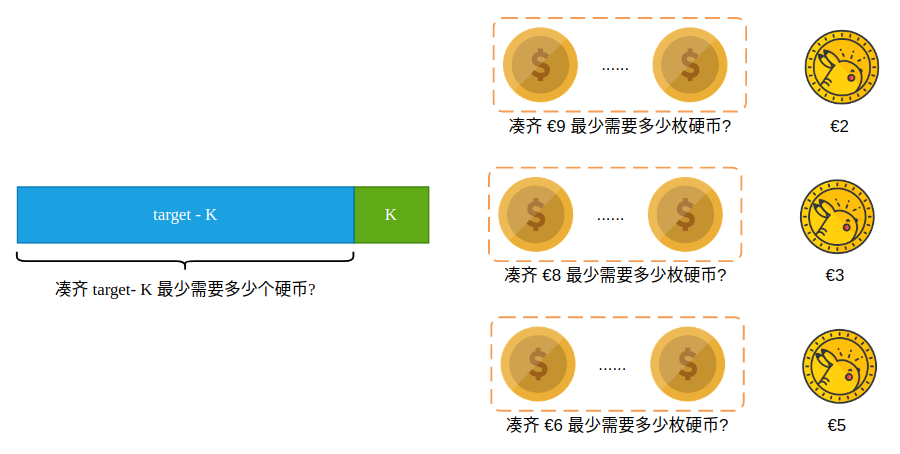 target - K
K
凑齐 target- K 最少需要多少个硬币?
$
......
$
凑齐 €9 最少需要多少枚硬币?
€2
$
......
$
凑齐 €8 最少需要多少枚硬币?
€3
$
......
$
凑齐 €6 最少需要多少枚硬币?
€5